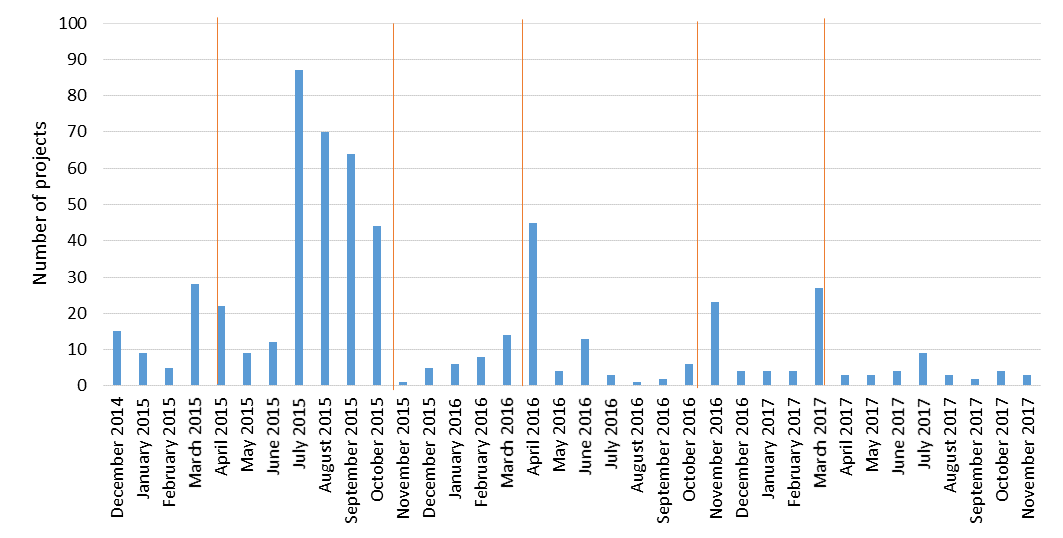 Number of projects
100
90
80
70
60
50
40
30
20
10
0
December 2014
January 2015
February 2015
March 2015
April 2015
May 2015
June 2015
July 2015
August 2015
September 2015
October 2015
November 2015
December 2015
January 2016
February 2016
March 2016
April 2016
May 2016
June 2016
July 2016
August 2016
September 2016
October 2016
November 2016
December 2016
January 2017
February 2017
March 2017
April 2017
May 2017
June 2017
July 2017
August 2017
September 2017
October 2017
November 2017